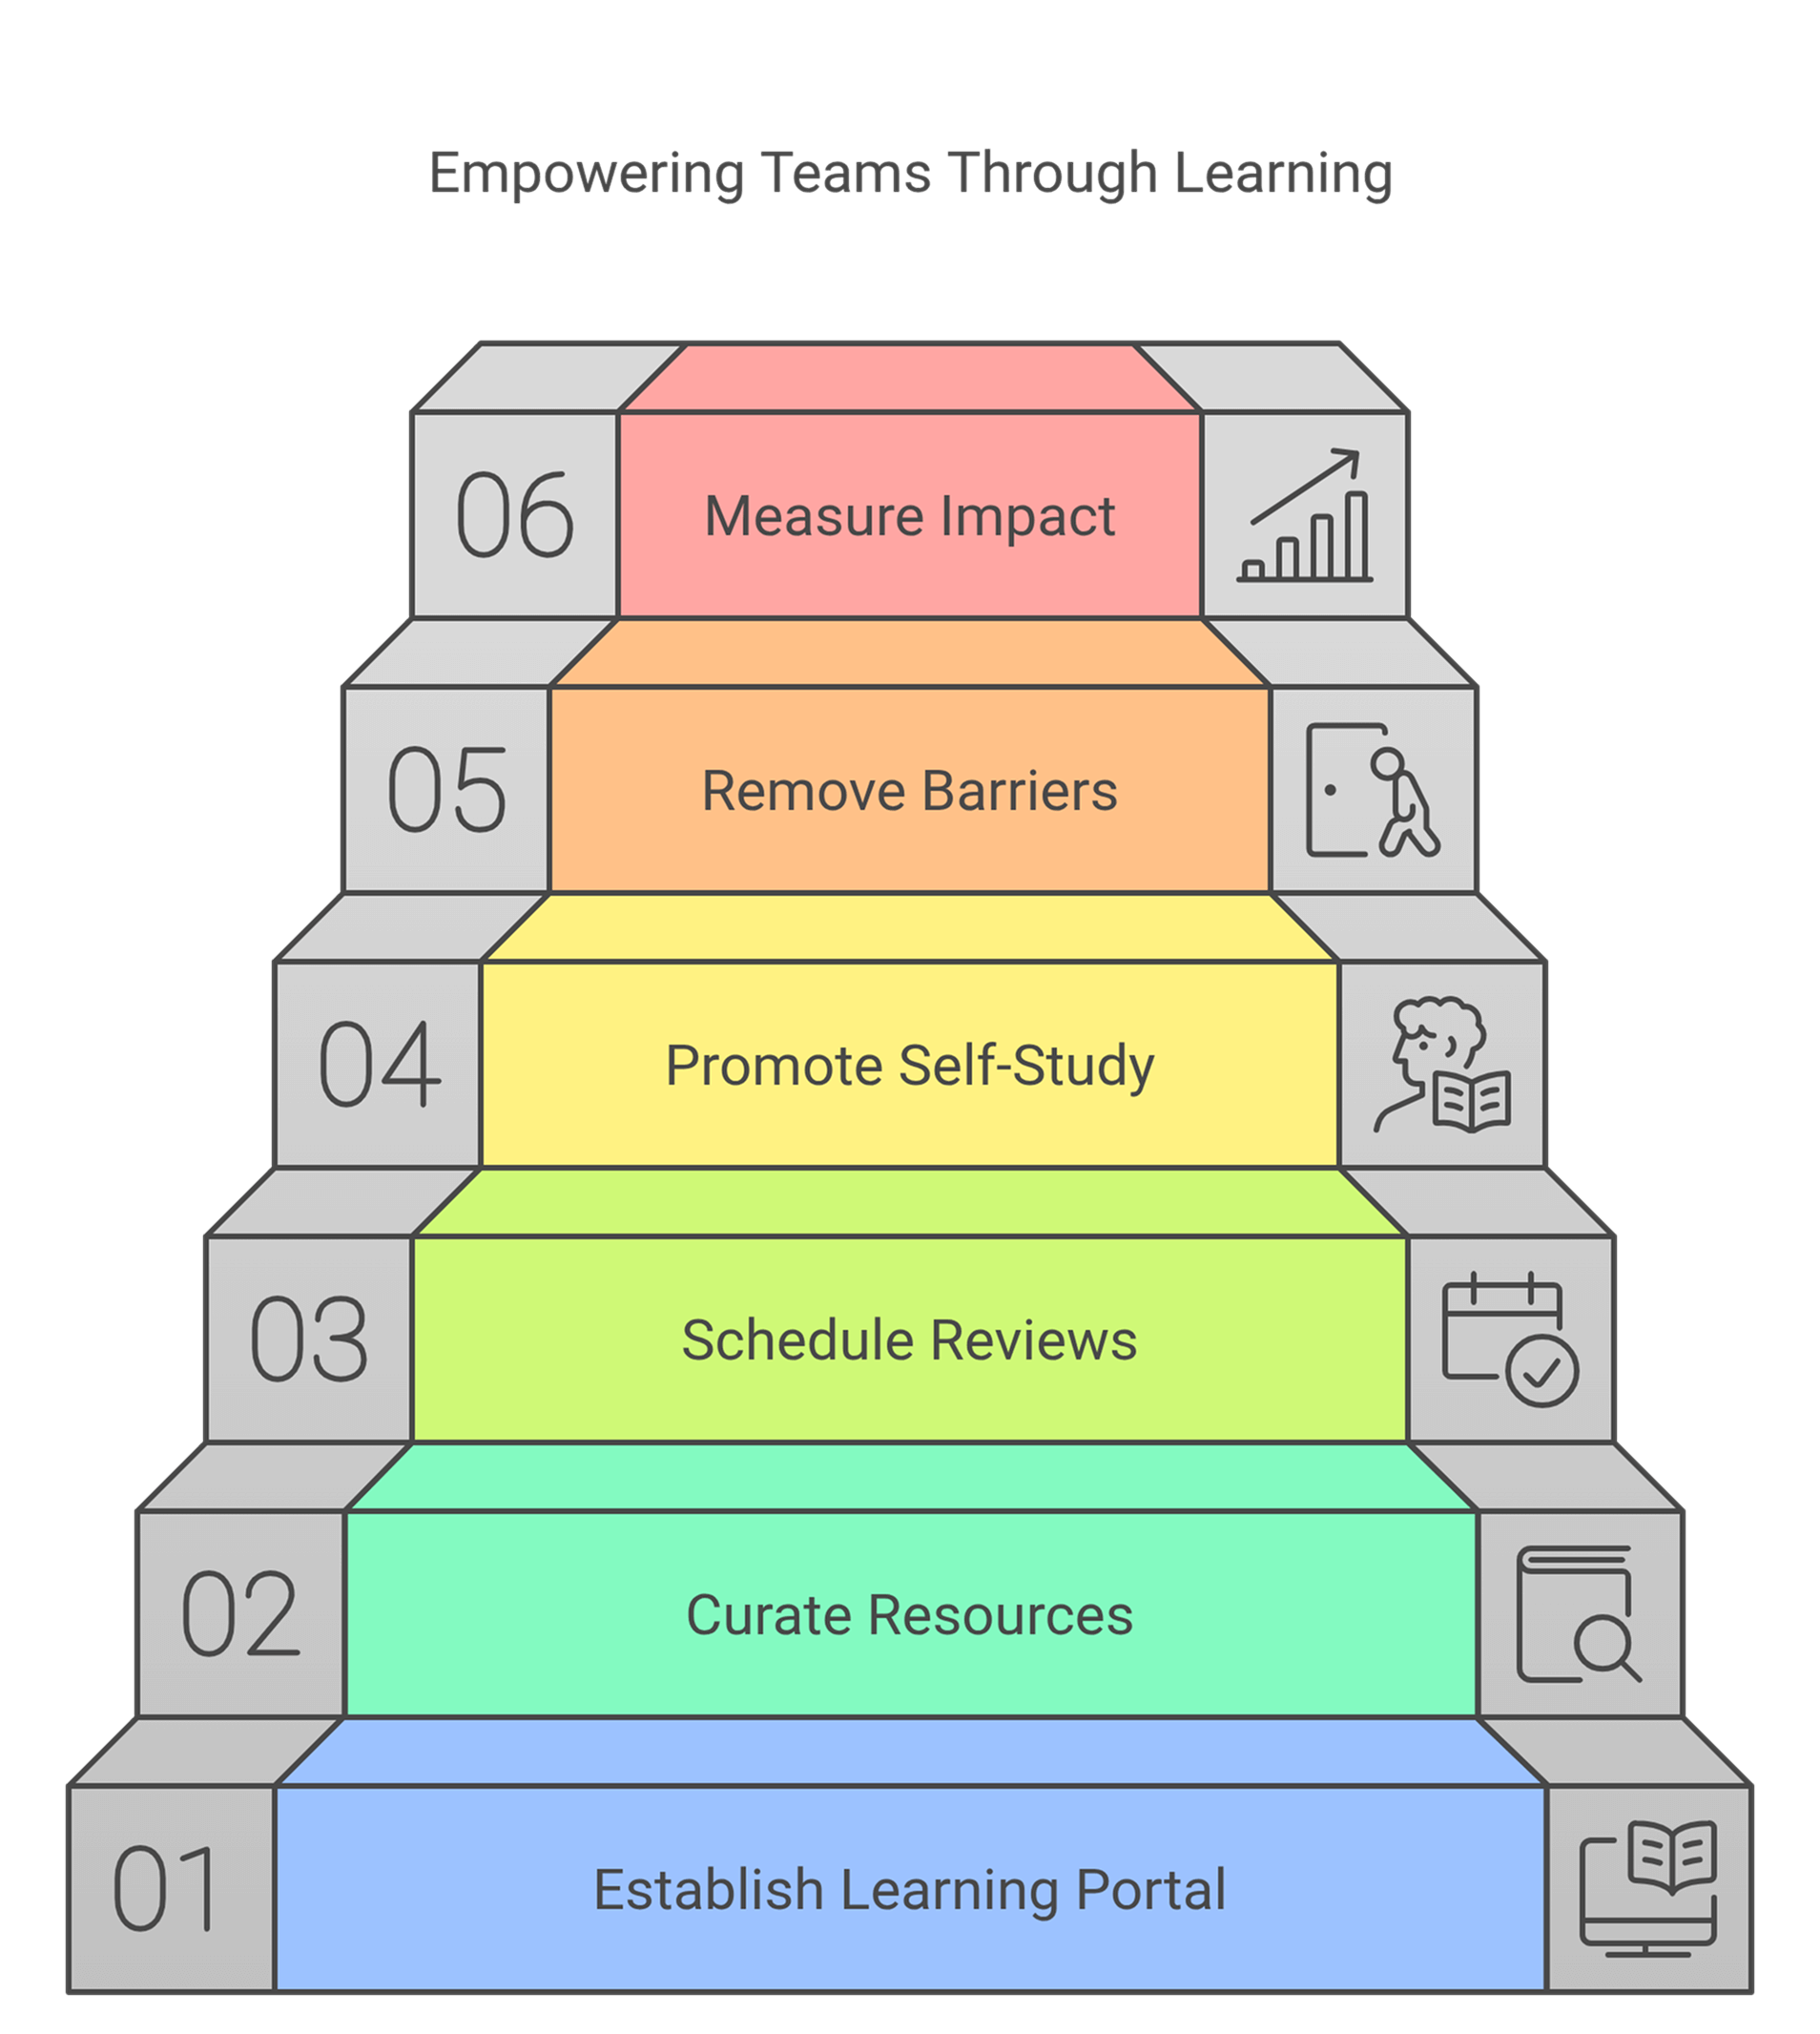 Empowering Teams Through Learning
06
Measure Impact
05
Remove Barriers
04
Promote Self-Study
03
Schedule Reviews
02
Curate Resources
01
Establish Learning Portal